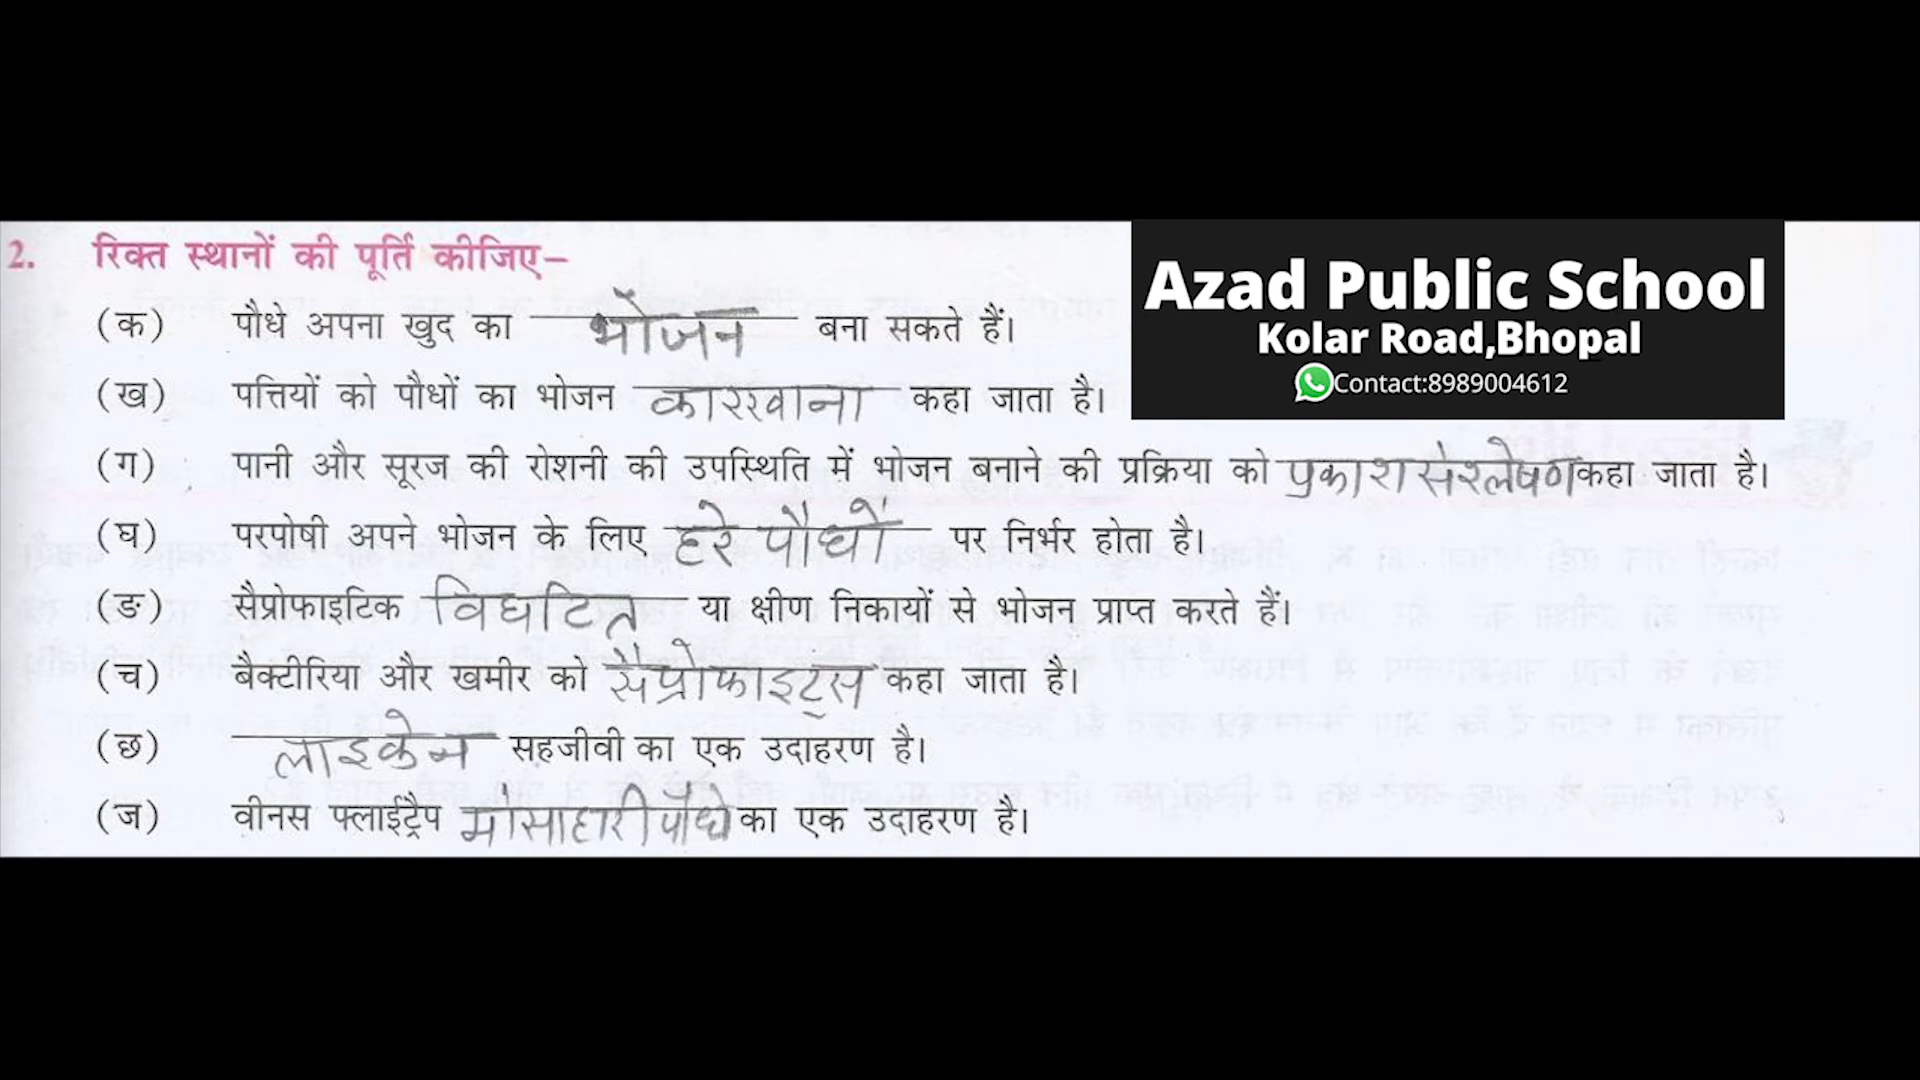 2. रिक्त स्थानों की पूर्ति कीजिए–
Azad Public School
Kolar Road,Bhopal
Contact:8989004612
(क) पौधे अपना खुद का भोजन बना सकते हैं।
(ख) पत्तियों को पौधों का भोजन कारखाना कहा जाता है।
(ग) पानी और सूरज की रोशनी की उपस्थिति में भोजन बनाने की प्रक्रिया को प्रकाश संश्लेषण कहा जाता है।
(घ) परपोषी अपने भोजन के लिए हरे पौधों पर निर्भर होता है।
(ङ) सैप्रोफाइटिक विघटित या क्षीण निकायों से भोजन प्राप्त करते हैं।
(च) बैक्टीरिया और खमीर को सैप्रोफाइट्स कहा जाता है।
(छ) लाइकेन सहजीवी का एक उदाहरण है।
(ज) वीनस फ्लाईट्रैप मांसाहारी पौधे का एक उदाहरण है।